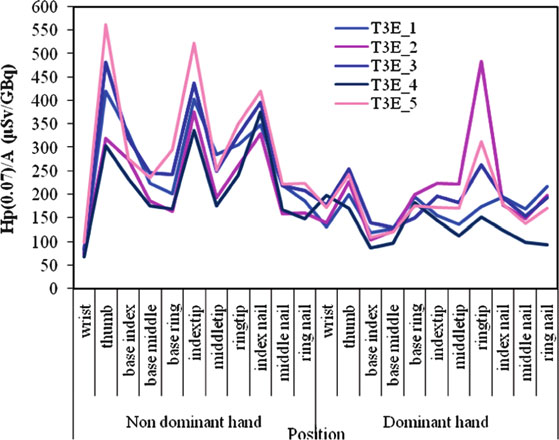 Hp(0.07)/A (µSv/GBq)
600
550
500
450
400
350
300
250
200
150
100
50
0
T3E_1
T3E_2
T3E_3
T3E_4
T3E_5
wrist
thumb
base index
base middle
base ring
indextip
middletip
ringtip
index nail
middle nail
ring nail
wrist
thumb
base index
base middle
base ring
indextip
middletip
ringtip
index nail
middle nail
ring nail
Non dominant hand
Dominant hand
Position